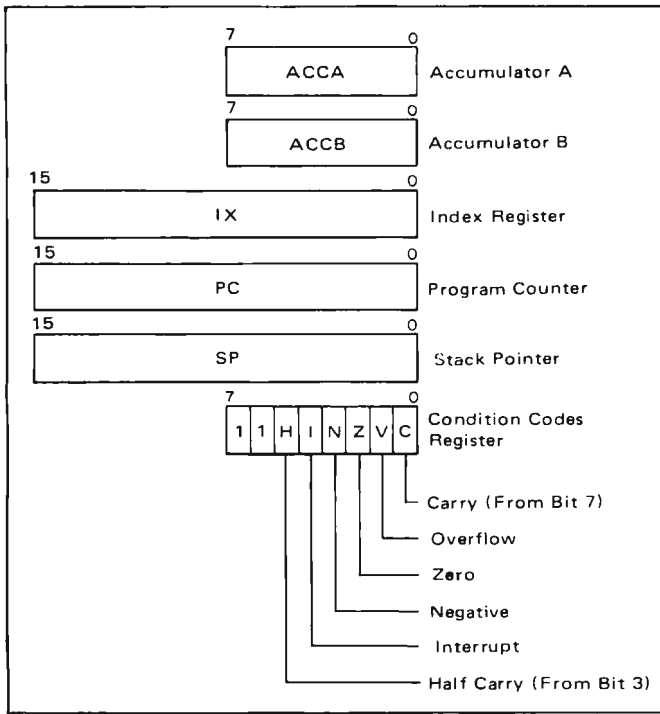 7 0
ACCA Accumulator A
7 0
ACCB Accumulator B
15 0
IX Index Register
15 0
PC Program Counter
15 0
SP Stack Pointer
7 0
1 1 H I N Z V C Condition Codes
Register
Carry (From Bit 7)
Overflow
Zero
Negative
Interrupt
Half Carry (From Bit 3)